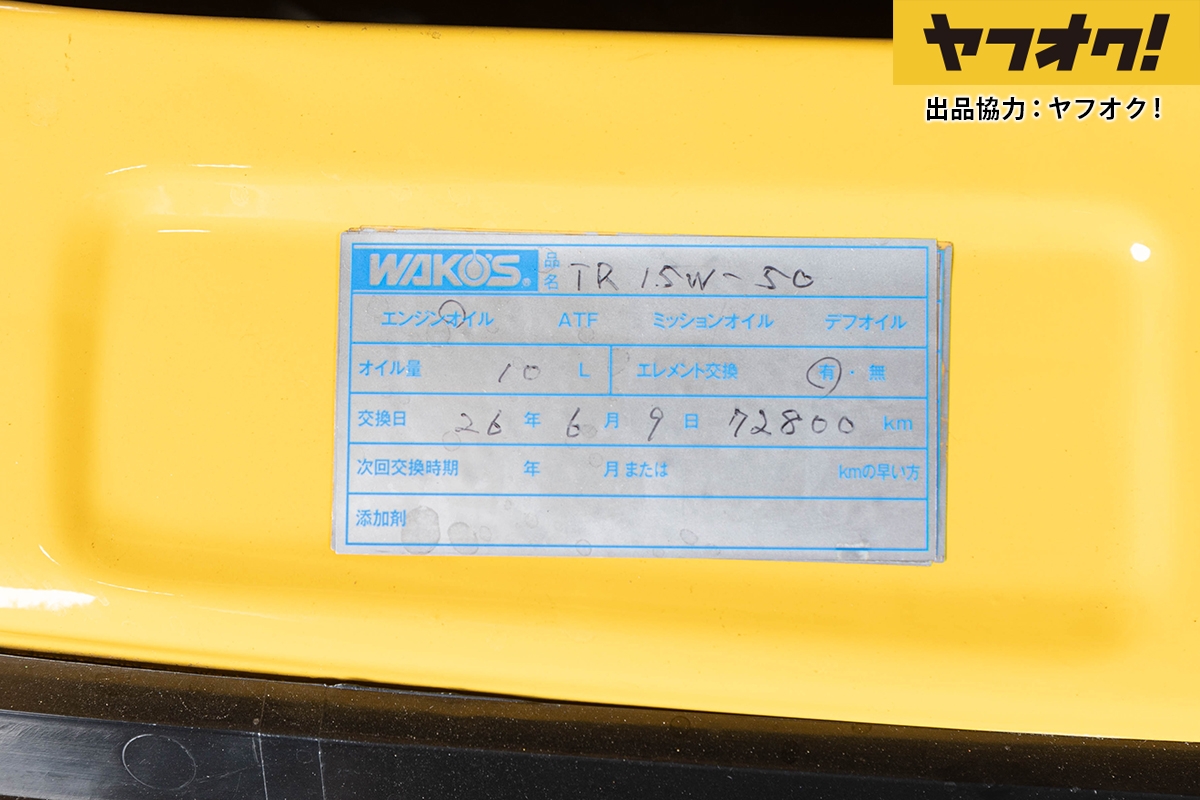 ヤフオク!
出品協力：ヤフオク！
WAKO'S® 品名 TR 15W-50
エンジンオイル ATF ミッションオイル デフオイル
オイル量 10 L エレメント交換 有・無
交換日 26 年 6 月 9 日 72800 km
次回交換時期 年 月または kmの早い方
添加剤